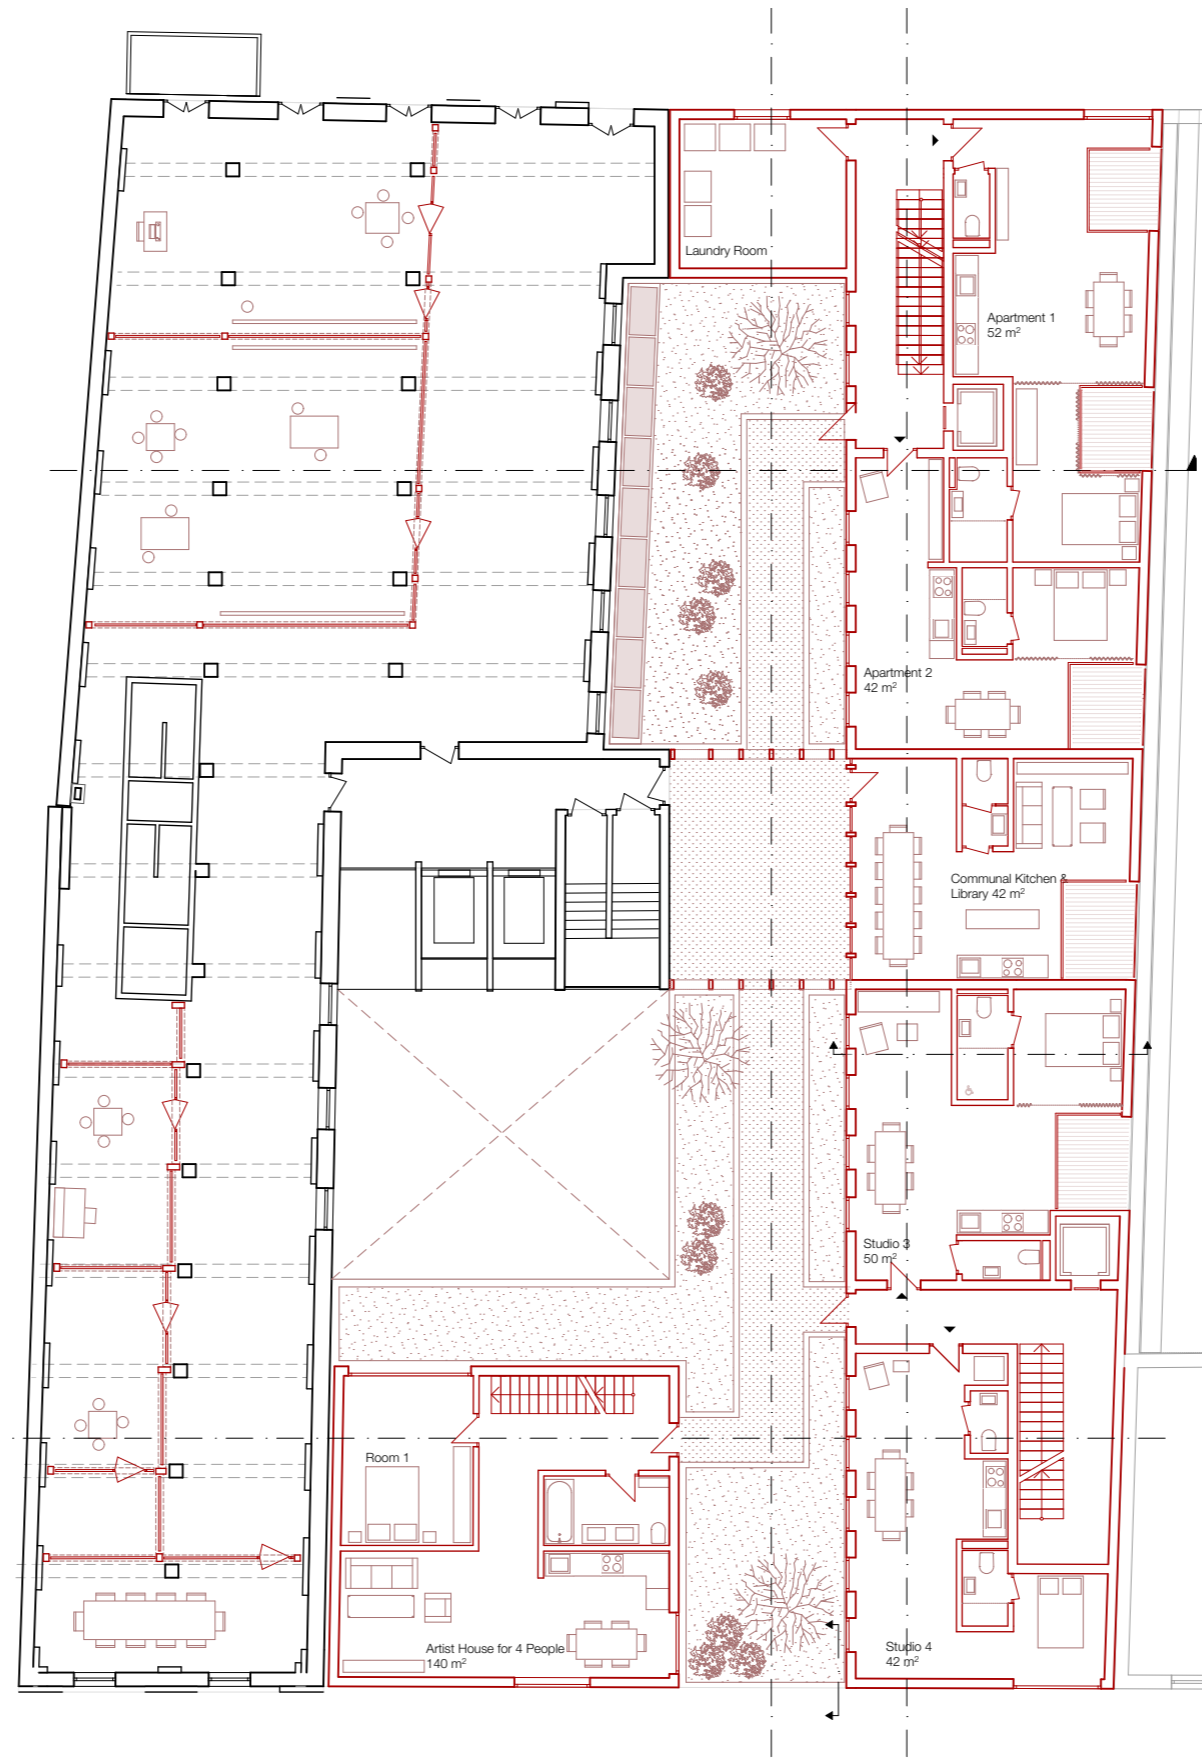 Laundry Room
Apartment 1
52 m²
Apartment 2
42 m²
Communal Kitchen &
Library 42 m²
Studio 3
50 m²
Room 1
Artist House for 4 People
140 m²
Studio 4
42 m²